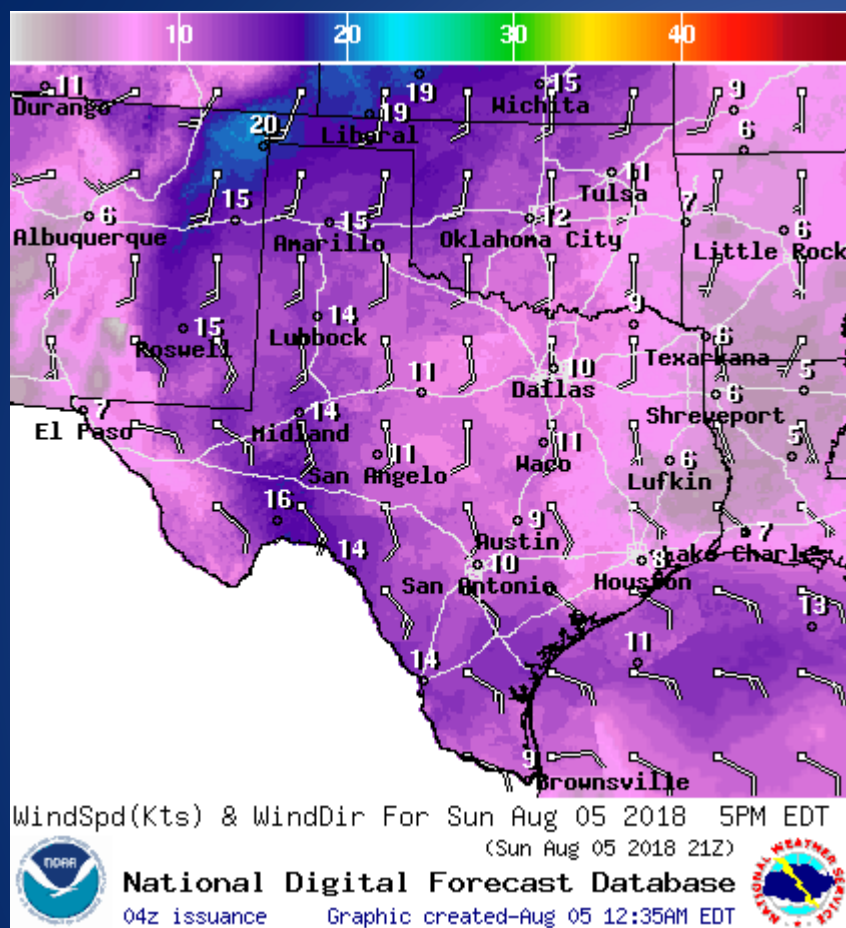 10 20 30 40
11 19 15 9
Durango Liberal 19 Wichita
20 6
15 15 12 11 7
6 Tulsa 6
Albuquerque Amarillo Oklahoma City Little Rock
15 14 9 6
Roswell Lubbock Texarkana
11 10 5
Dallas
7 14 6
El Paso Midland Shreveport
11 11 6 5
San Angelo Waco Lufkin
16 9 7
Austin Lake Charles
14 10 8
San Antonio Houston
13
11
14
9
Brownsville
WindSpd(Kts) & WindDir For Sun Aug 05 2018 5PM EDT
(Sun Aug 05 2018 21Z)
NOAA
National Digital Forecast Database
04z issuance Graphic created-Aug 05 12:35AM EDT
NATIONAL WEATHER SERVICE